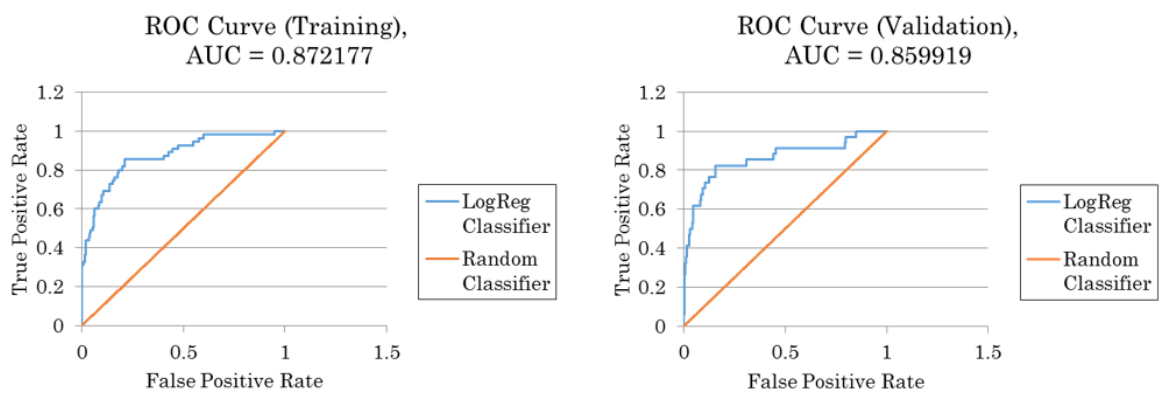 ROC Curve (Training),
AUC = 0.872177
1.2
1
0.8
0.6
0.4
0.2
0
0
0.5
1
1.5
True Positive Rate
False Positive Rate
LogReg
Classifier
Random
Classifier
ROC Curve (Validation),
AUC = 0.859919
1.2
1
0.8
0.6
0.4
0.2
0
0
0.5
1
1.5
True Positive Rate
False Positive Rate
LogReg
Classifier
Random
Classifier